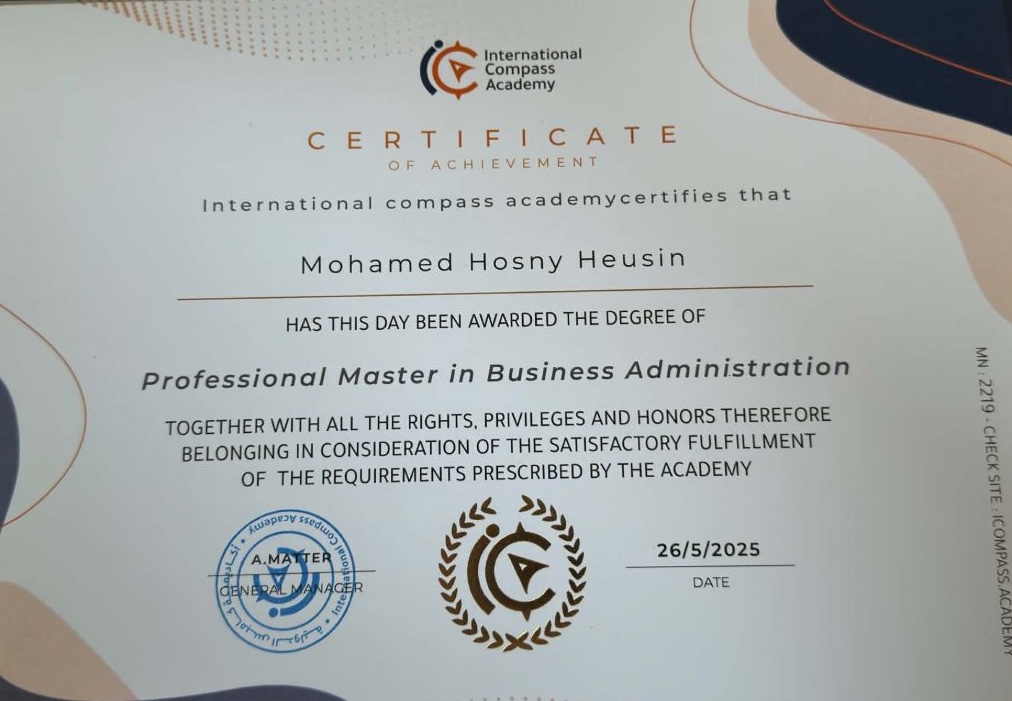 International
Compass
Academy
CERTIFICATE
OF ACHIEVEMENT
International compass academycertifies that
Mohamed Hosny Heusin
HAS THIS DAY BEEN AWARDED THE DEGREE OF
Professional Master in Business Administration
TOGETHER WITH ALL THE RIGHTS, PRIVILEGES AND HONORS THEREFORE
BELONGING IN CONSIDERATION OF THE SATISFACTORY FULFILLMENT
OF THE REQUIREMENTS PRESCRIBED BY THE ACADEMY
International Compass Academy
A.MATTER
GENERAL MANAGER
26/5/2025
DATE
MN : 2219 - CHECK SITE : ICOMPASS.ACADEMY